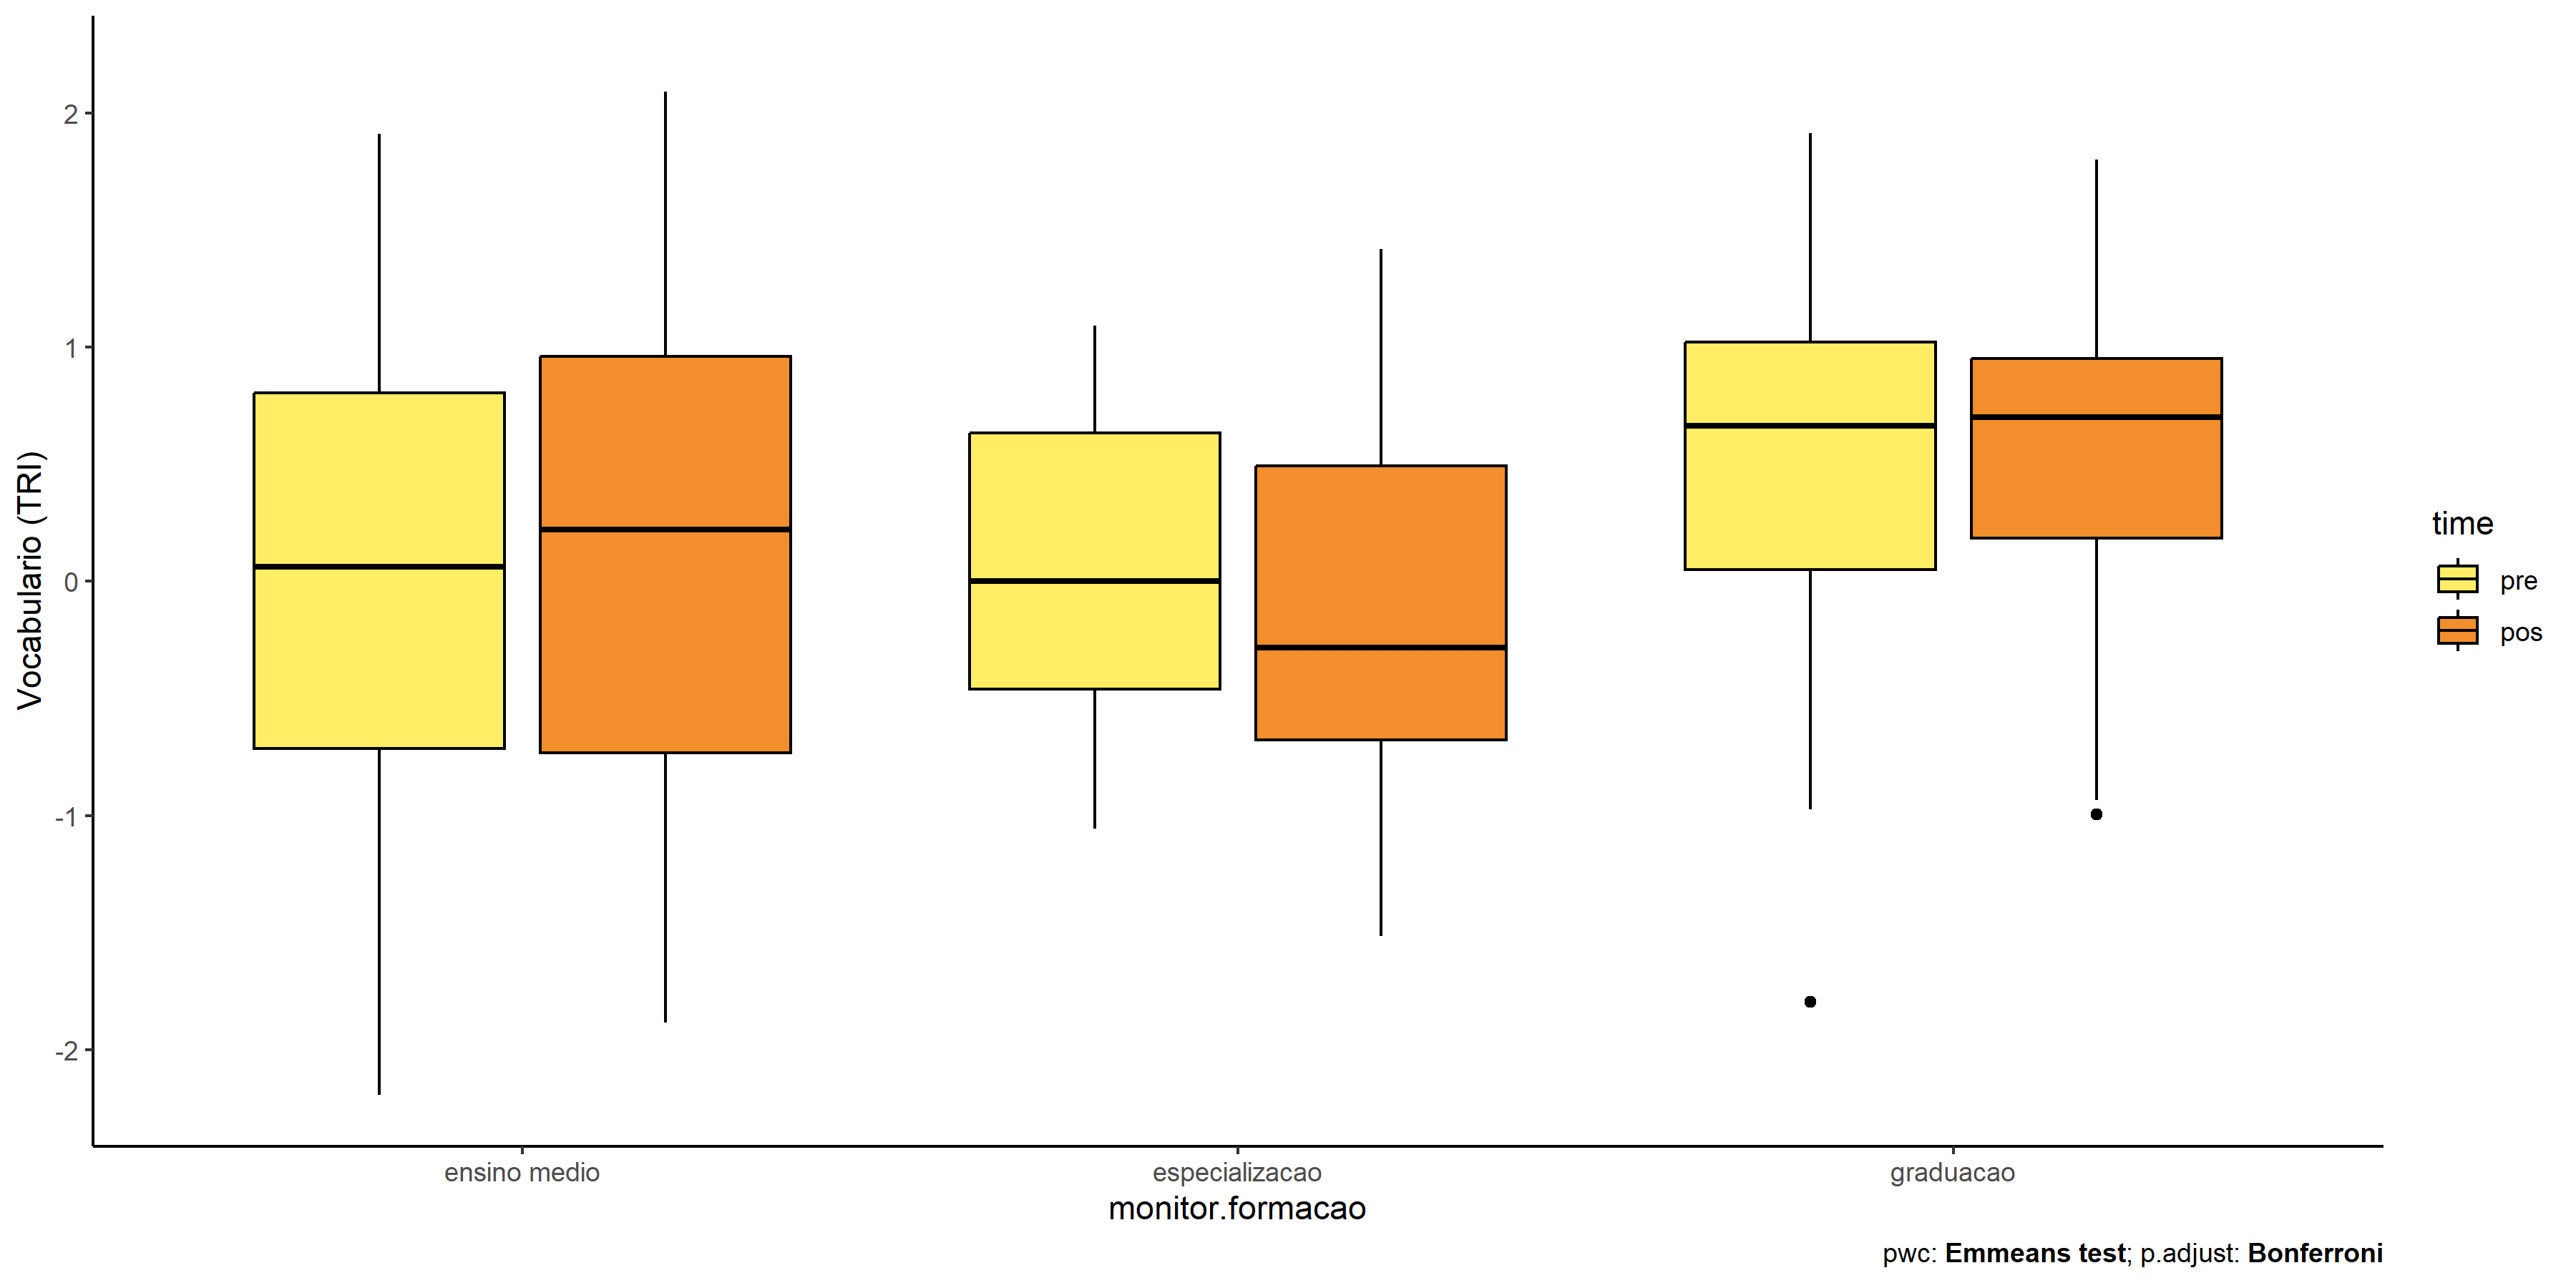 Vocabulario (TRI)
2
1
0
-1
-2
ensino medio
especializacao
graduacao
monitor.formacao
time
pre
pos
pwc: Emmeans test; p.adjust: Bonferroni